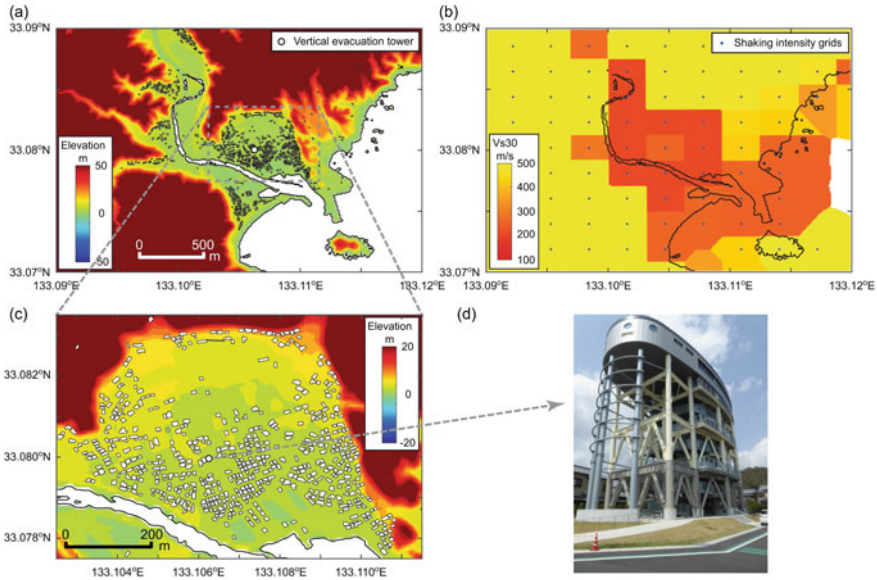 (a)
33.09°N
33.08°N
33.07°N
Vertical evacuation tower
Elevation
m
50
0
50
0 500
m
133.09°E 133.10°E 133.11°E 133.12°E
(b)
33.09°N
33.08°N
33.07°N
Shaking intensity grids
Vs30
m/s
500
400
300
200
100
133.09°E 133.10°E 133.11°E 133.12°E
(c)
33.082°N
33.080°N
33.078°N
Elevation
m
20
0
-20
0 200
m
133.104°E 133.106°E 133.108°E 133.110°E
(d)